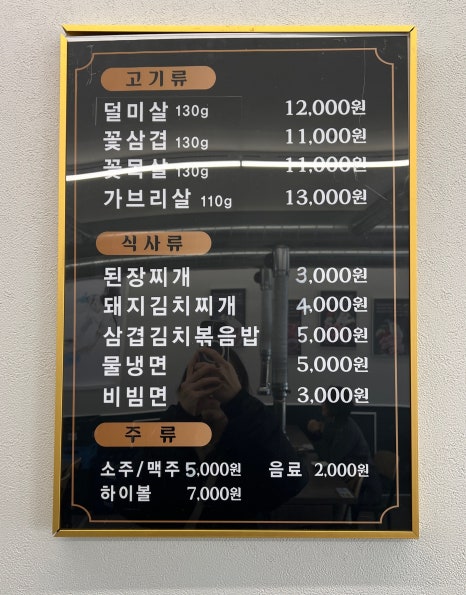 고기류
덜미살 130g 12,000원
꽃삼겹 130g 11,000원
꽃목살 130g 11,000원
가브리살 110g 13,000원
식사류
된장찌개 3,000원
돼지김치찌개 4,000원
삼겹김치볶음밥 5,000원
물냉면 5,000원
비빔면 3,000원
주류
소주/맥주 5,000원 음료 2,000원
하이볼 7,000원